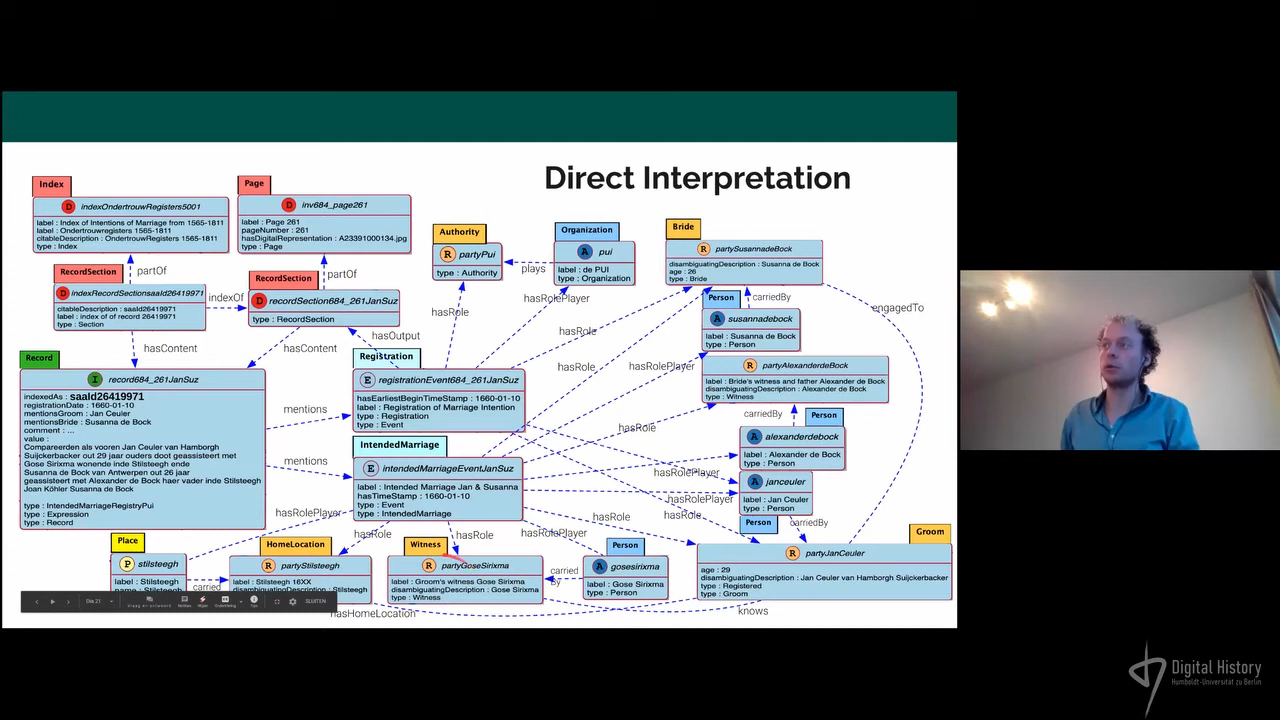 Direct Interpretation
Index
D indexOndertrouwRegisters5001
label : Index of Intentions of Marriage from 1565-1811
label : Ondertrouwregisters 1565-1811
citableDescription : OndertrouwRegisters 1565-1811
type : Index
Page
D inv684_page261
label : Page 261
pageNumber : 261
hasDigitalRepresentation : A23391000134.jpg
type : Page
Authority
R partyPui
type : Authority
plays
Organization
A pui
label : de PUI
type : Organization
Bride
R partySusannadeBock
disambiguatingDescription : Susanna de Bock
age : 26
type : Bride
RecordSection
partOf
D indexRecordSectionsaaId26419971
citableDescription : saaId26419971
label : index of of record 26419971
type : Section
indexOf
RecordSection
partOf
D recordSection684_261JanSuz
type : RecordSection
hasRolePlayer
hasRole
hasOutput
Person
carriedBy
A susannadebock
label : Susanna de Bock
type : Person
engagedTo
hasContent
hasContent
hasRole
hasRole
hasRolePlayer
Record
I record684_261JanSuz
indexedAs : saaId26419971
registrationDate : 1660-01-10
mentionsGroom : Jan Ceuler
mentionsBride : Susanna de Bock
comment : ...
value :
Compareerden als vooren Jan Ceuler van Hamborgh
Suijckerbacker out 29 jaar ouders doot geassisteert met
Gose Sirixma wonende inde Stilsteegh ende
Susanna de Bock van Antwerpen out 26 jaar
geassisteert met Alexander de Bock haer vader inde Stilsteegh
Joan Köhler Susanna de Bock
type : IntendedMarriageRegistryPui
type : Expression
type : Record
mentions
mentions
Registration
E registrationEvent684_261JanSuz
hasEarliestBeginTimeStamp : 1660-01-10
label : Registration of Marriage Intention
type : Registration
type : Event
R partyAlexanderdeBock
label : Bride's witness and father Alexander de Bock
disambiguatingDescription : Alexander de Bock
type : Witness
carriedBy
Person
hasRole
A alexanderdebock
label : Alexander de Bock
type : Person
IntendedMarriage
E intendedMarriageEventJanSuz
label : Intended Marriage Jan & Susanna
hasTimeStamp : 1660-01-10
type : Event
type : IntendedMarriage
hasRolePlayer
hasRolePlayer
hasRole
hasRole
A janceuler
label : Jan Ceuler
type : Person
Person
carriedBy
hasRolePlayer
hasRole
hasRole
hasRolePlayer
Place
P stilsteegh
label : Stilsteegh
carried
HomeLocation
R partyStilsteegh
label : Stilsteegh 16XX
disambiguatingDescription : Stilsteegh
Witness
R partyGoseSirixma
label : Groom's witness Gose Sirixma
disambiguatingDescription : Gose Sirixma
type : Witness
carried
by
Person
A gosesirixma
label : Gose Sirixma
type : Person
Groom
R partyJanCeuler
age : 29
disambiguatingDescription : Jan Ceuler van Hamborgh Suijckerbacker
type : Registered
type : Groom
Dia 21
SLUITEN
hasHomeLocation
knows
Digital History
Humboldt-Universität zu Berlin